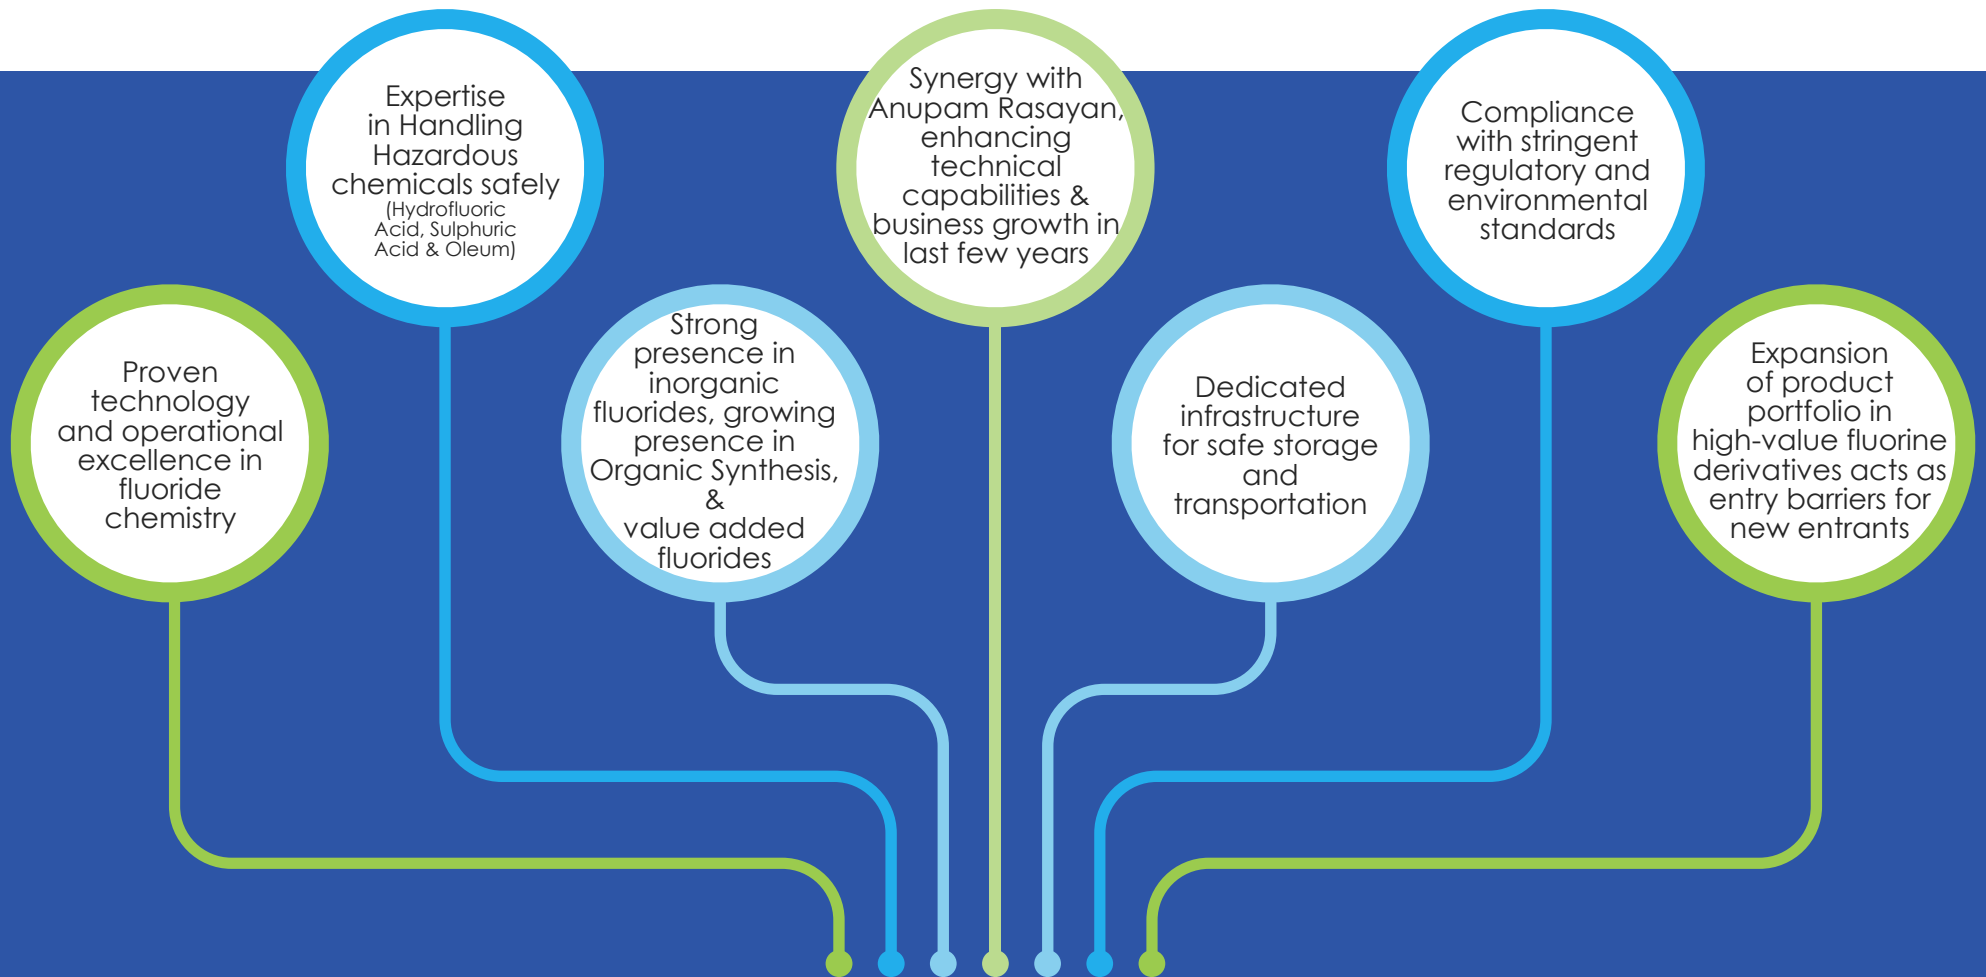 Proven
technology
and operational
excellence in
fluoride
chemistry
Expertise
in Handling
Hazardous
chemicals safely
(Hydrofluoric
Acid, Sulphuric
Acid & Oleum)
Strong
presence in
inorganic
fluorides, growing
presence in
Organic Synthesis,
&
value added
fluorides
Synergy with
Anupam Rasayan,
enhancing
technical
capabilities &
business growth in
last few years
Dedicated
infrastructure
for safe storage
and
transportation
Compliance
with stringent
regulatory and
environmental
standards
Expansion
of product
portfolio in
high-value fluorine
derivatives acts as
entry barriers for
new entrants